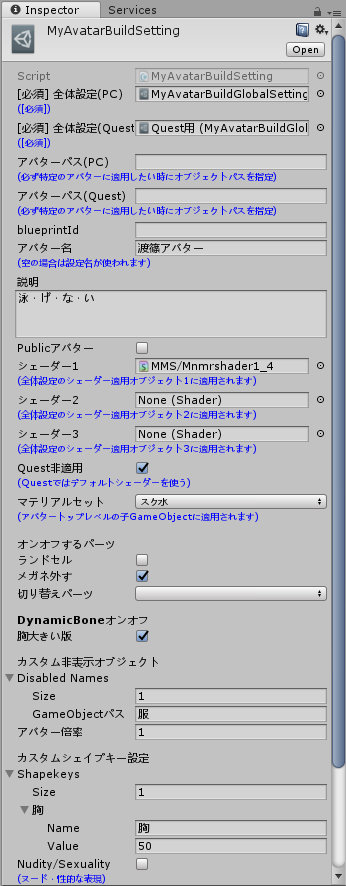 Inspector
Services
MyAvatarBuildSetting
Open
Script
MyAvatarBuildSetting
[必須] 全体設定(PC)
MyAvatarBuildGlobalSetting
([必須])
[必須] 全体設定(Quest
Quest用 (MyAvatarBuildGlol
([必須])
アバターパス(PC)
(必ず特定のアバターに適用したい時にオブジェクトパスを指定)
アバターパス(Quest)
(必ず特定のアバターに適用したい時にオブジェクトパスを指定)
blueprintId
アバター名
渡篠アバター
(空の場合は設定名が使われます)
説明
泳・げ・な・い
Publicアバター
シェーダー1
MMS/Mnmrshader1_4
(全体設定のシェーダー適用オブジェクト1に適用されます)
シェーダー2
None (Shader)
(全体設定のシェーダー適用オブジェクト2に適用されます)
シェーダー3
None (Shader)
(全体設定のシェーダー適用オブジェクト3に適用されます)
Quest非適用
(Questではデフォルトシェーダーを使う)
マテリアルセット
スク水
(アバタートップレベルの子GameObjectに適用されます)
オンオフするパーツ
ランドセル
メガネ外す
切り替えパーツ
DynamicBoneオンオフ
胸大きい版
カスタム非表示オブジェクト
Disabled Names
Size
1
GameObjectパス
服
アバター倍率
1
カスタムシェイプキー設定
Shapekeys
Size
1
胸
Name
胸
Value
50
Nudity/Sexuality
(ヌード・性的な表現)